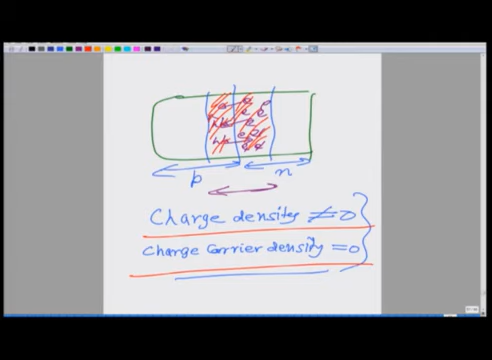 p n
Charge density ≠ 0
Charge Carrier density = 0